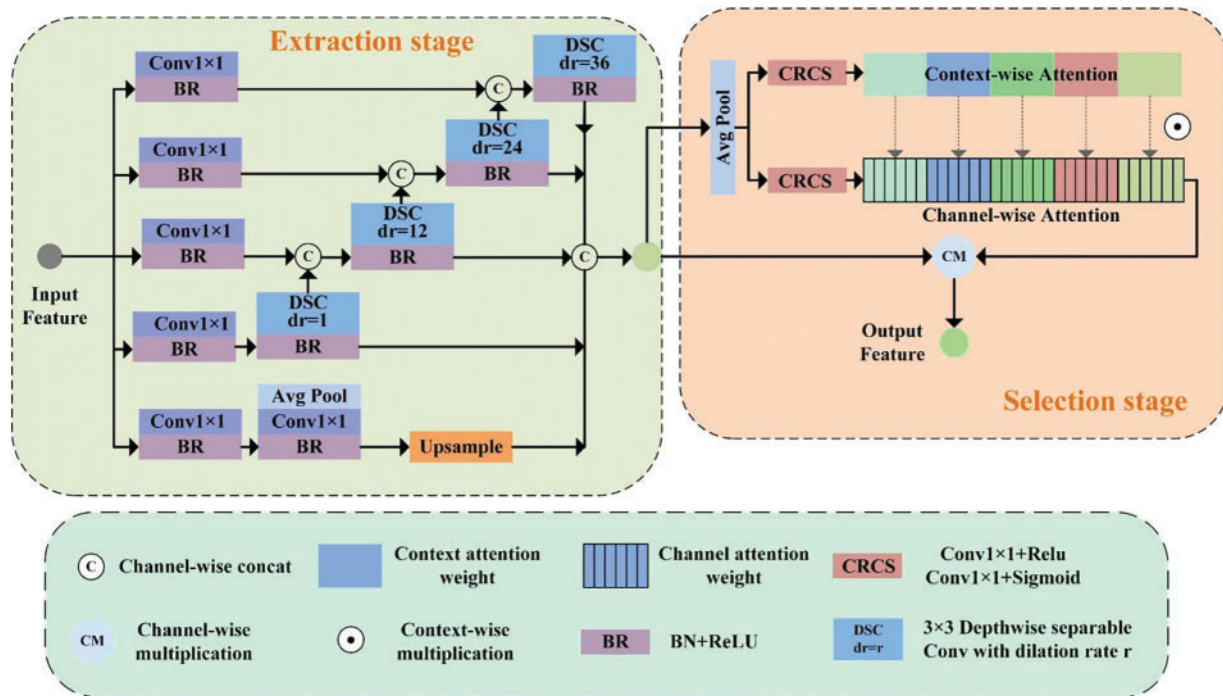 Extraction stage
Conv1×1
BR
C
DSC
dr=36
BR
Conv1×1
BR
C
DSC
dr=24
BR
Conv1×1
BR
C
DSC
dr=12
BR
C
Input
Feature
Conv1×1
BR
DSC
dr=1
BR
Conv1×1
BR
Avg Pool
Conv1×1
BR
Upsample
Avg Pool
CRCS
Context-wise Attention
CRCS
Channel-wise Attention
CM
Output
Feature
Selection stage
C
Channel-wise concat
Context attention
weight
Channel attention
weight
CRCS
Conv1×1+Relu
Conv1×1+Sigmoid
CM
Channel-wise
multiplication
Context-wise
multiplication
BR
BN+ReLU
DSC
dr=r
3×3 Depthwise separable
Conv with dilation rate r